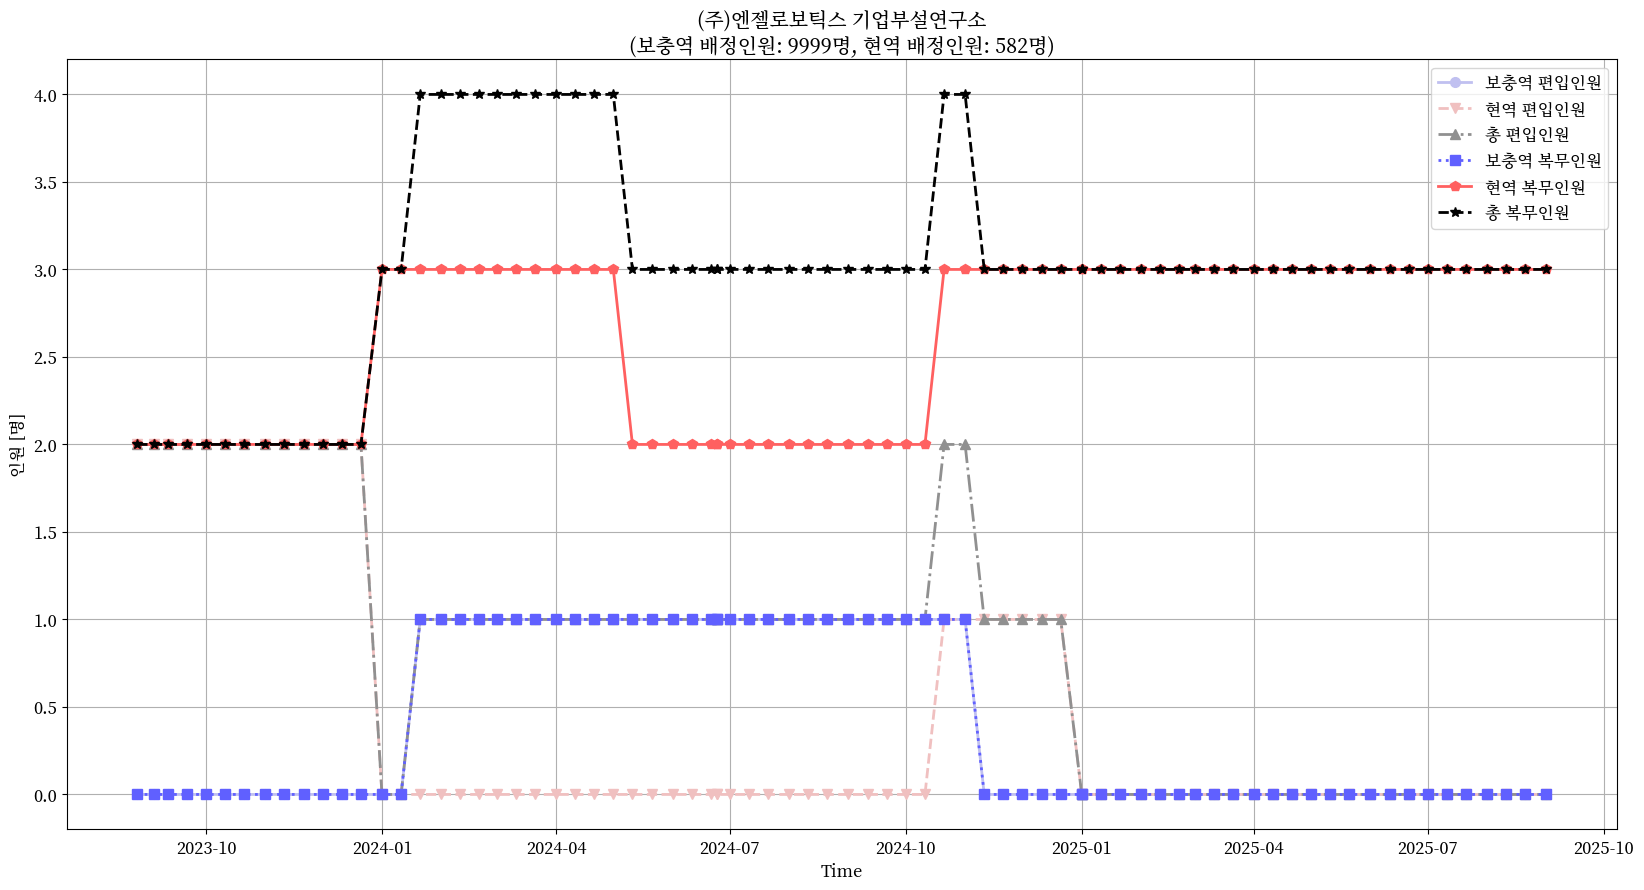 (주)엔젤로보틱스 기업부설연구소
(보충역 배정인원: 9999명, 현역 배정인원: 582명)
보충역 편입인원
현역 편입인원
총 편입인원
보충역 복무인원
현역 복무인원
총 복무인원
인원 [명]
4.0
3.5
3.0
2.5
2.0
1.5
1.0
0.5
0.0
2023-10 2024-01 2024-04 2024-07 2024-10 2025-01 2025-04 2025-07 2025-10
Time